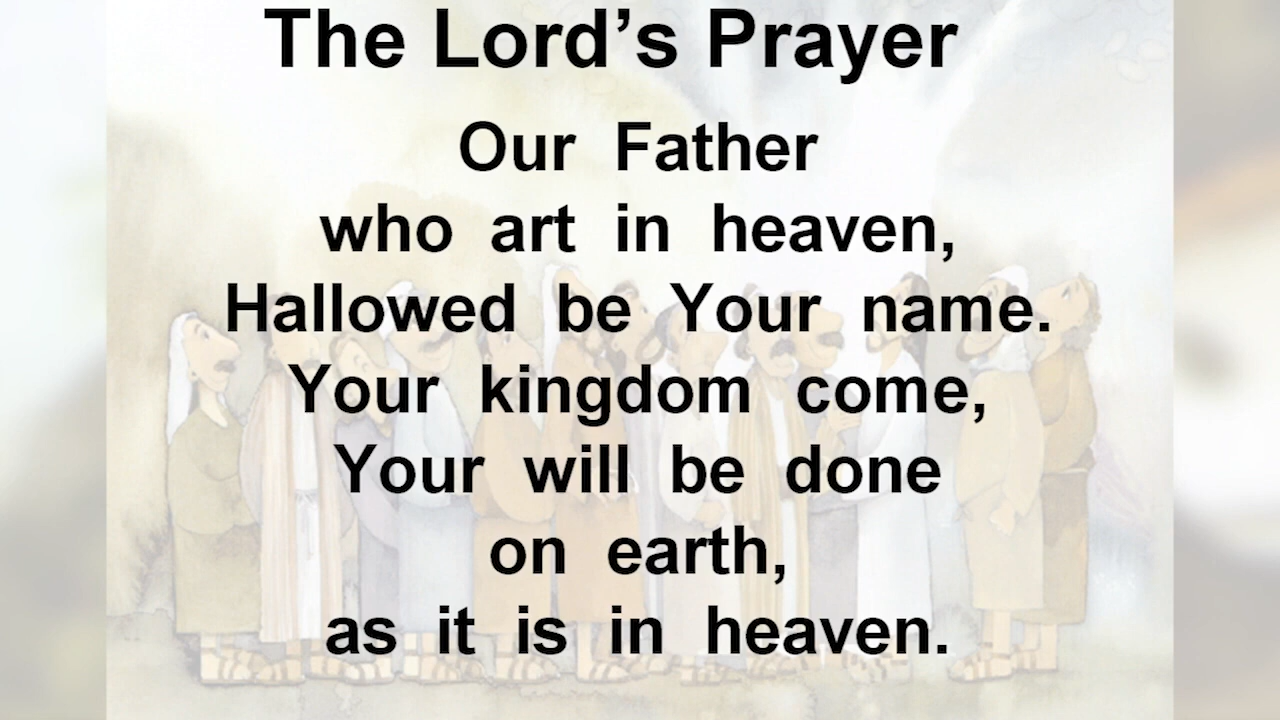 The Lord’s Prayer
Our Father
who art in heaven,
Hallowed be Your name.
Your kingdom come,
Your will be done
on earth,
as it is in heaven.